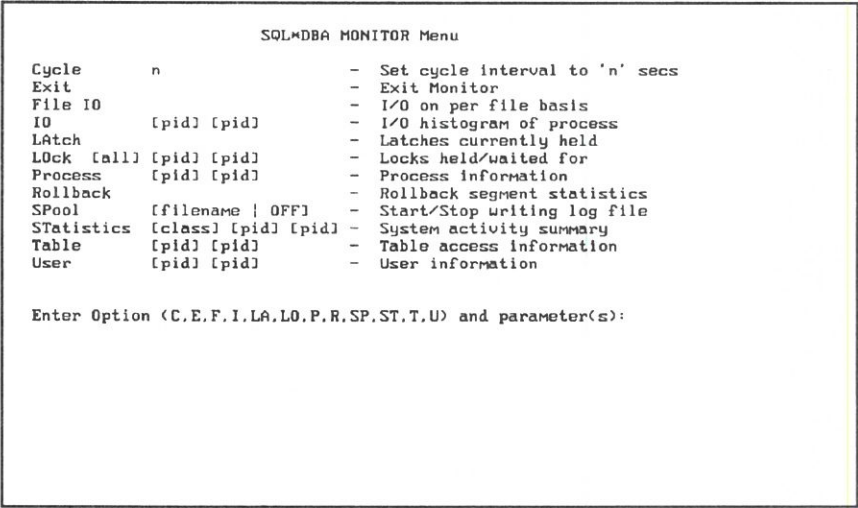 SQL*DBA MONITOR Menu
Cycle n - Set cycle interval to 'n' secs
Exit - Exit Monitor
File IO - I/O on per file basis
IO [pid] [pid] - I/O histogram of process
LAtch - Latches currently held
LOck [all] [pid] [pid] - Locks held/waited for
Process [pid] [pid] - Process information
Rollback - Rollback segment statistics
SPool [filename | OFF] - Start/Stop writing log file
STatistics [class] [pid] [pid] - System activity summary
Table [pid] [pid] - Table access information
User [pid] [pid] - User information
Enter Option (C,E,F,I,LA,LO,P,R,SP,ST,T,U) and parameter(s):